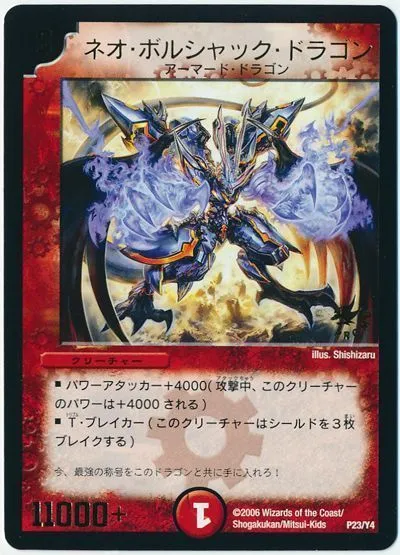 ネオ・ボルシャック・ドラゴン
アーマード・ドラゴン
illus. Shishizaru
クリーチャー
■ パワーアタッカー+4000(攻撃中、このクリーチャー
のパワーは+4000 される)
■ T・ブレイカー(このクリーチャーはシールドを3枚
ブレイクする)
今、最強の称号をこのドラゴンと共に手に入れろ!
11000+
1
©2006 Wizards of the Coast/
Shogakukan/Mitsui-Kids
P23/Y4